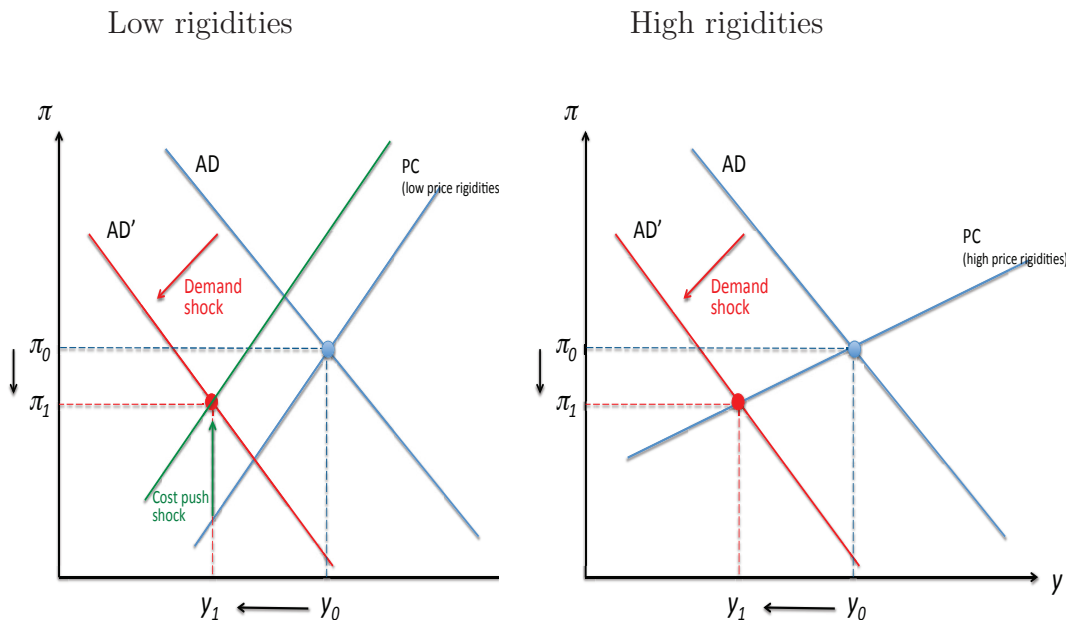 Low rigidities
High rigidities
π
AD
PC
(low price rigidities
AD’
Demand
shock
π0
π1
Cost push
shock
y1
y0
π
AD
AD’
PC
(high price rigidities)
Demand
shock
π0
π1
y1
y0
y